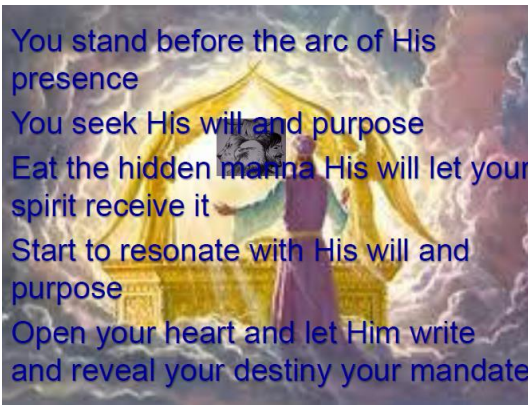 You stand before the arc of His
presence
You seek His will and purpose
Eat the hidden manna His will let your
spirit receive it
Start to resonate with His will and
purpose
Open your heart and let Him write
and reveal your destiny your mandate